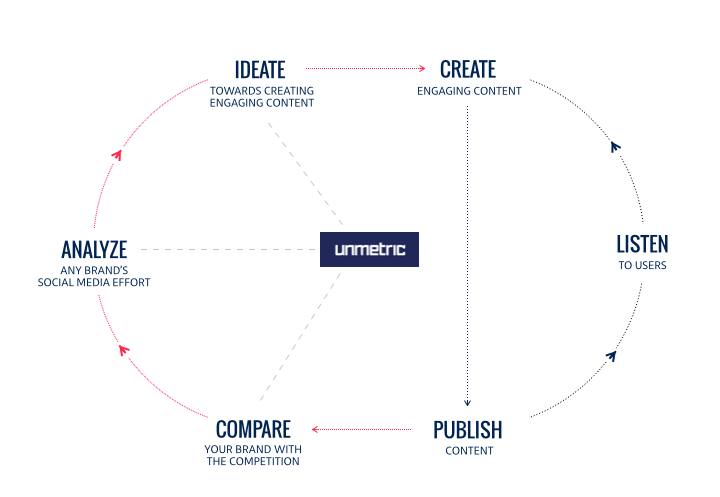 IDEATE
TOWARDS CREATING
ENGAGING CONTENT
CREATE
ENGAGING CONTENT
ANALYZE
ANY BRAND'S
SOCIAL MEDIA EFFORT
unmetric
LISTEN
TO USERS
COMPARE
YOUR BRAND WITH
THE COMPETITION
PUBLISH
CONTENT